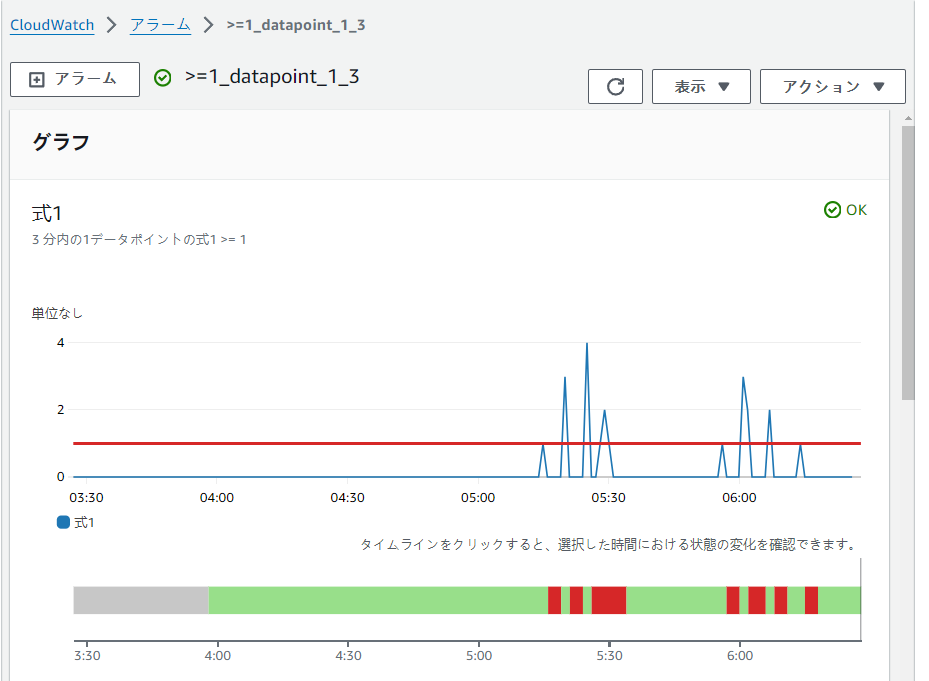 CloudWatch > アラーム > >=1_datapoint_1_3
アラーム >=1_datapoint_1_3 表示 ▼ アクション ▼
グラフ
式1 OK
3 分内の1データポイントの式1 >= 1
単位なし
4
2
0
03:30 04:00 04:30 05:00 05:30 06:00
式1
タイムラインをクリックすると、選択した時間における状態の変化を確認できます。
3:30 4:00 4:30 5:00 5:30 6:00